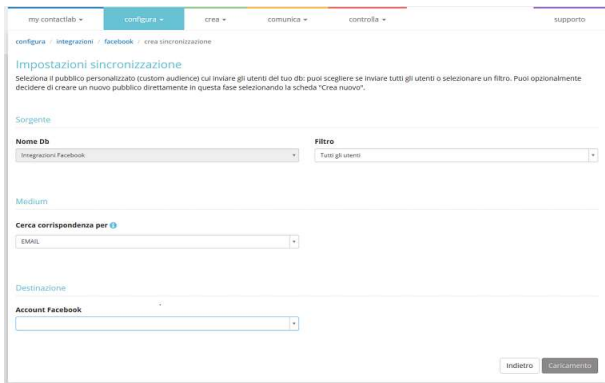 my contactlab configura crea comunica controlla supporto
configura / integrazioni / facebook / crea sincronizzazione
Impostazioni sincronizzazione
Seleziona il pubblico personalizzato (custom audience) cui inviare gli utenti del tuo db: puoi scegliere se inviare tutti gli utenti o selezionare un filtro. Puoi opzionalmente
decidere di creare un nuovo pubblico direttamente in questa fase selezionando la scheda "Crea nuovo".
Sorgente
Nome Db Filtro
Integrazioni Facebook Tutti gli utenti
Medium
Cerca corrispondenza per
EMAIL
Destinazione
Account Facebook
Indietro Caricamento